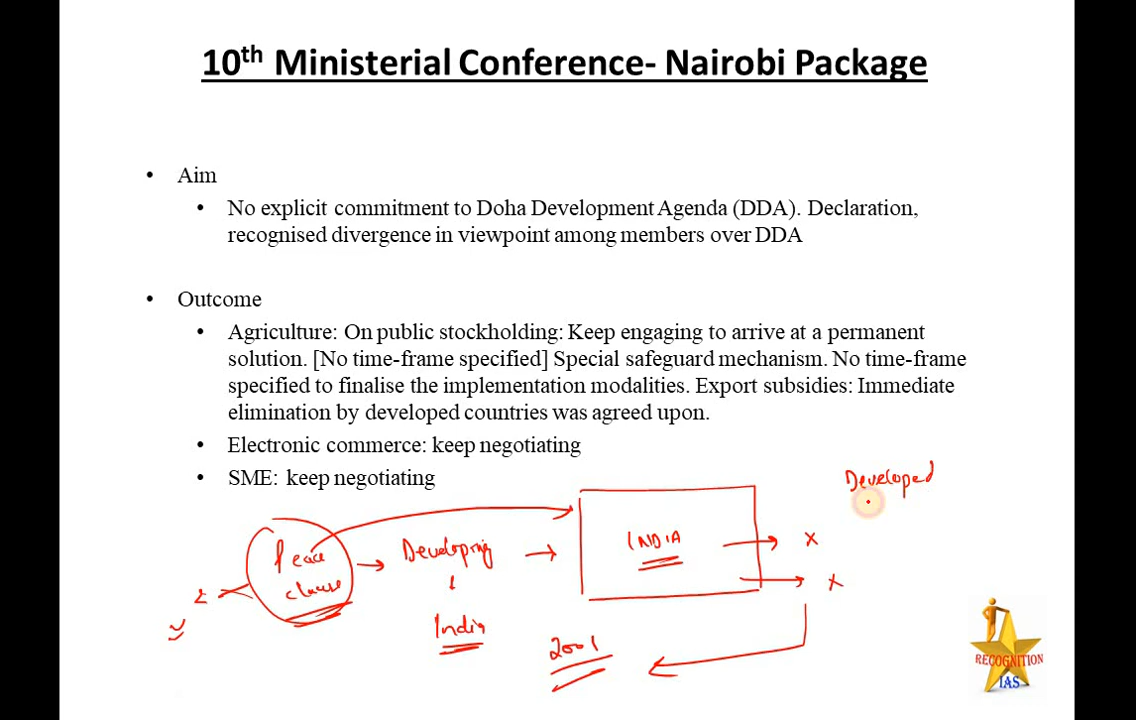 10th Ministerial Conference- Nairobi Package
• Aim
• No explicit commitment to Doha Development Agenda (DDA). Declaration,
recognised divergence in viewpoint among members over DDA
• Outcome
• Agriculture: On public stockholding: Keep engaging to arrive at a permanent
solution. [No time-frame specified] Special safeguard mechanism. No time-frame
specified to finalise the implementation modalities. Export subsidies: Immediate
elimination by developed countries was agreed upon.
• Electronic commerce: keep negotiating
• SME: keep negotiating
Developed
Peace
clause
Developing
INDIA
x
x
India
2001
RECOGNITION
IAS